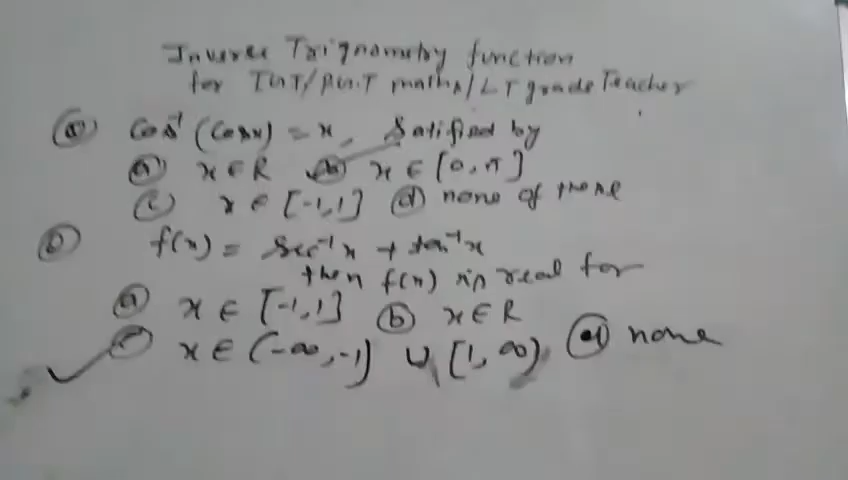 Inverse Trignometry function
for TGT/PGT maths/LT grade Teacher
(a) Cos⁻¹(Cosx) = x, Satified by
(a) x∈R (b) x∈[0,π]
(c) x∈[-1,1] (d) none of these
(b) f(x) = Sec⁻¹x + tan⁻¹x
then f(x) is real for
(a) x∈[-1,1] (b) x∈R
(c) x∈(-∞,-1] ∪ [1,∞) (d) none